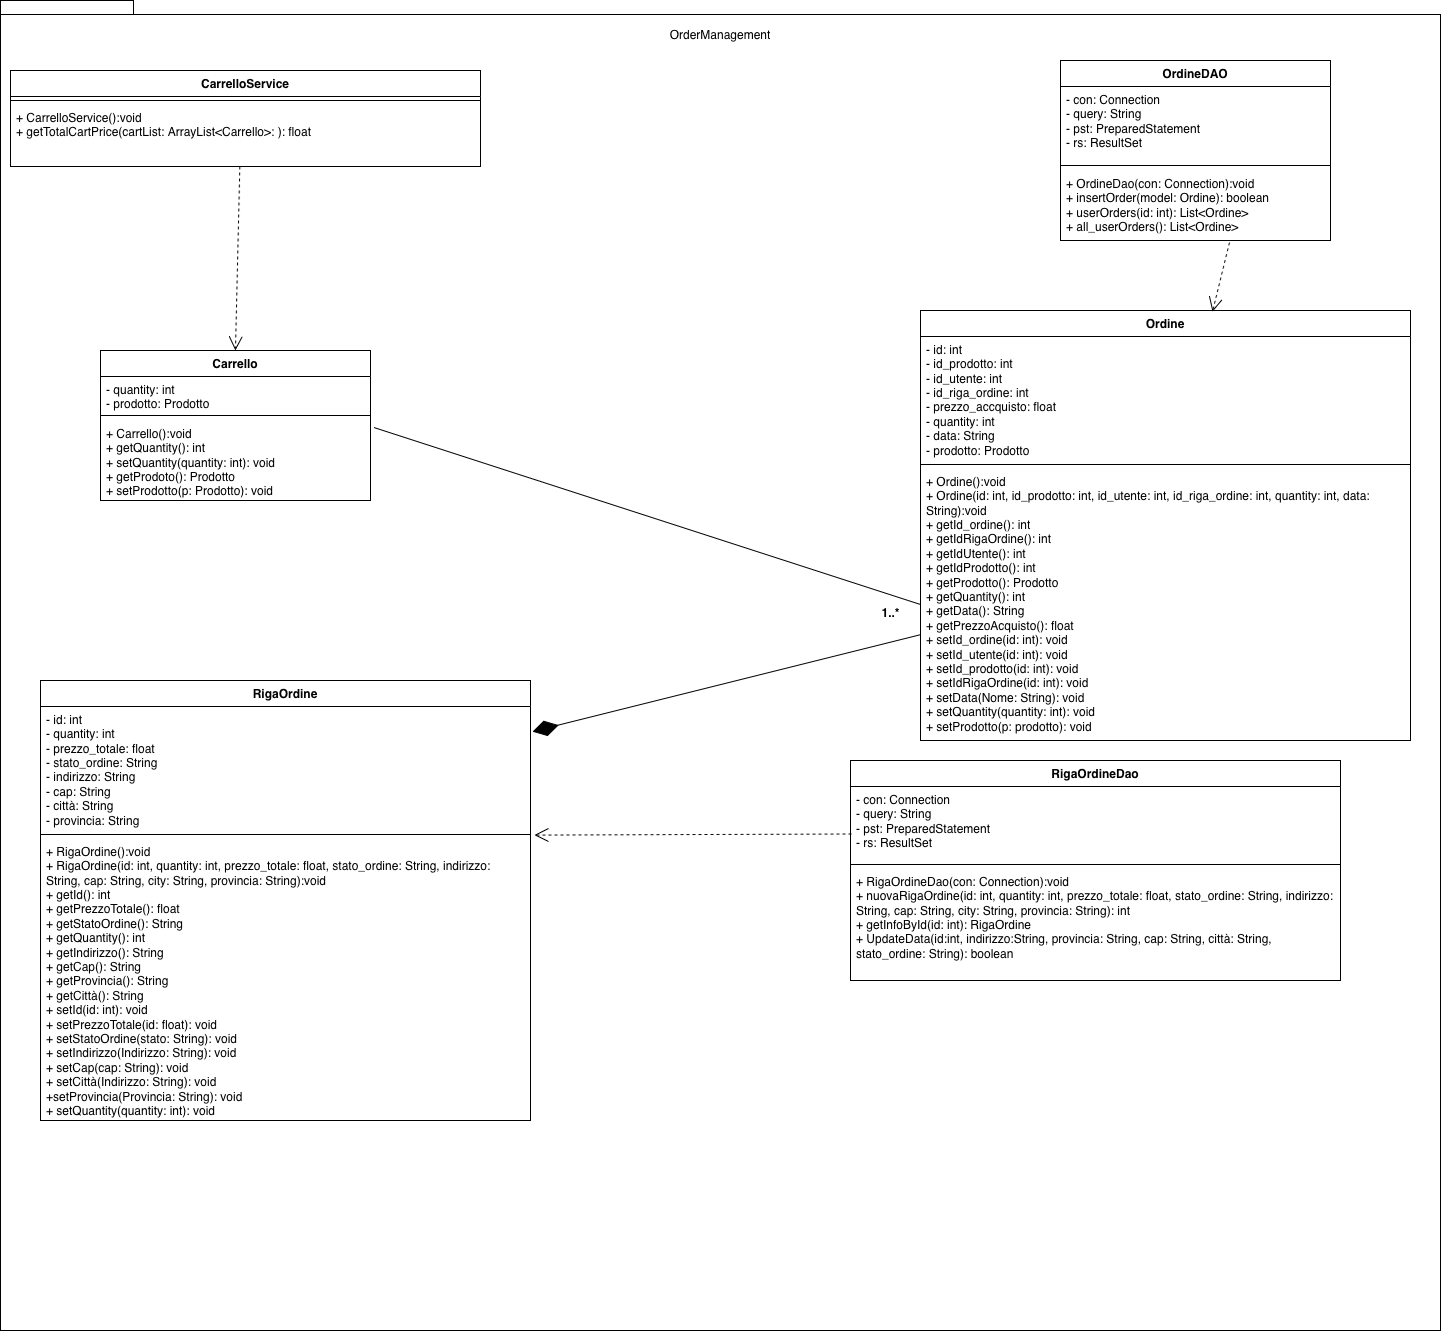 OrderManagement
CarrelloService
+ CarrelloService():void
+ getTotalCartPrice(cartList: ArrayList<Carrello>: ): float
OrdineDAO
- con: Connection
- query: String
- pst: PreparedStatement
- rs: ResultSet
+ OrdineDao(con: Connection):void
+ insertOrder(model: Ordine): boolean
+ userOrders(id: int): List<Ordine>
+ all_userOrders(): List<Ordine>
Carrello
- quantity: int
- prodotto: Prodotto
+ Carrello():void
+ getQuantity(): int
+ setQuantity(quantity: int): void
+ getProdoto(): Prodotto
+ setProdotto(p: Prodotto): void
Ordine
- id: int
- id_prodotto: int
- id_utente: int
- id_riga_ordine: int
- prezzo_accquisto: float
- quantity: int
- data: String
- prodotto: Prodotto
+ Ordine():void
+ Ordine(id: int, id_prodotto: int, id_utente: int, id_riga_ordine: int, quantity: int, data:
String):void
+ getId_ordine(): int
+ getIdRigaOrdine(): int
+ getIdUtente(): int
+ getIdProdotto(): int
+ getProdotto(): Prodotto
+ getQuantity(): int
+ getData(): String
+ getPrezzoAcquisto(): float
+ setId_ordine(id: int): void
+ setId_utente(id: int): void
+ setId_prodotto(id: int): void
+ setIdRigaOrdine(id: int): void
+ setData(Nome: String): void
+ setQuantity(quantity: int): void
+ setProdotto(p: prodotto): void
1..*
RigaOrdine
- id: int
- quantity: int
- prezzo_totale: float
- stato_ordine: String
- indirizzo: String
- cap: String
- città: String
- provincia: String
+ RigaOrdine():void
+ RigaOrdine(id: int, quantity: int, prezzo_totale: float, stato_ordine: String, indirizzo:
String, cap: String, city: String, provincia: String):void
+ getId(): int
+ getPrezzoTotale(): float
+ getStatoOrdine(): String
+ getQuantity(): int
+ getIndirizzo(): String
+ getCap(): String
+ getProvincia(): String
+ getCittà(): String
+ setId(id: int): void
+ setPrezzoTotale(id: float): void
+ setStatoOrdine(stato: String): void
+ setIndirizzo(Indirizzo: String): void
+ setCap(cap: String): void
+ setCittà(Indirizzo: String): void
+setProvincia(Provincia: String): void
+ setQuantity(quantity: int): void
RigaOrdineDao
- con: Connection
- query: String
- pst: PreparedStatement
- rs: ResultSet
+ RigaOrdineDao(con: Connection):void
+ nuovaRigaOrdine(id: int, quantity: int, prezzo_totale: float, stato_ordine: String, indirizzo:
String, cap: String, city: String, provincia: String): int
+ getInfoById(id: int): RigaOrdine
+ UpdateData(id:int, indirizzo:String, provincia: String, cap: String, città: String,
stato_ordine: String): boolean